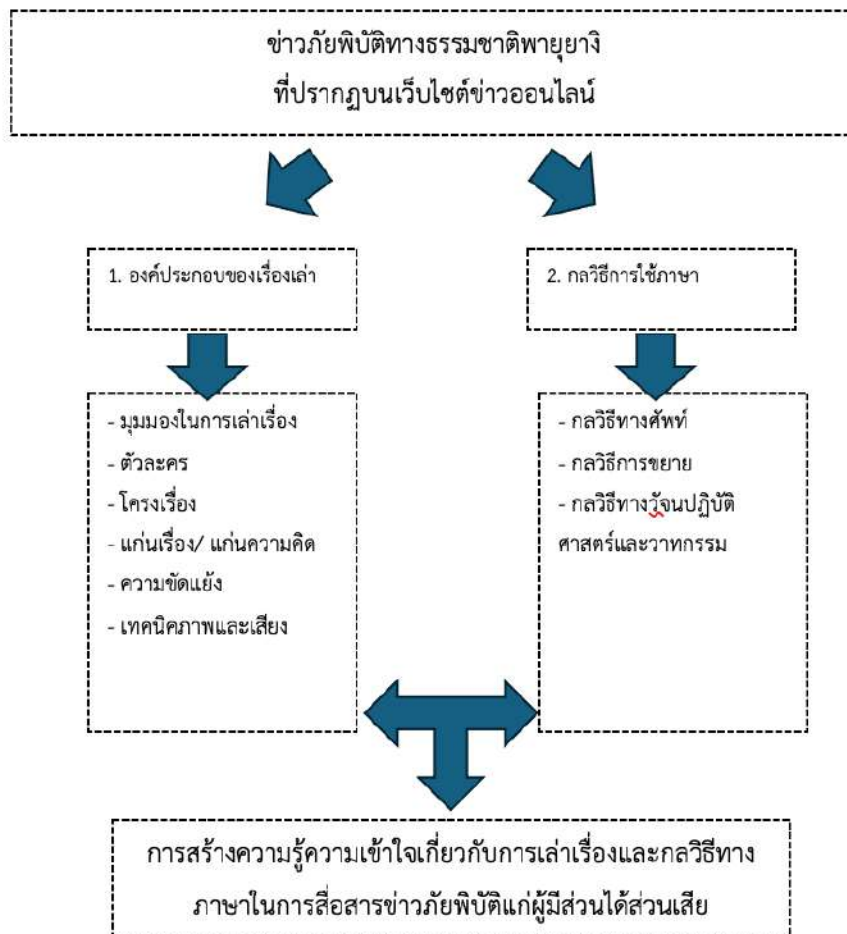 ข่าวภัยพิบัติทางธรรมชาติพายุยางิ
ที่ปรากฏบนเว็บไซต์ข่าวออนไลน์
1. องค์ประกอบของเรื่องเล่า
2. กลวิธีการใช้ภาษา
- มุมมองในการเล่าเรื่อง
- ตัวละคร
- โครงเรื่อง
- แก่นเรื่อง/ แก่นความคิด
- ความขัดแย้ง
- เทคนิคภาพและเสียง
- กลวิธีทางศัพท์
- กลวิธีการขยาย
- กลวิธีทางวัจนปฏิบัติ
ศาสตร์และวาทกรรม
การสร้างความรู้ความเข้าใจเกี่ยวกับการเล่าเรื่องและกลวิธีทาง
ภาษาในการสื่อสารข่าวภัยพิบัติแก่ผู้มีส่วนได้ส่วนเสีย